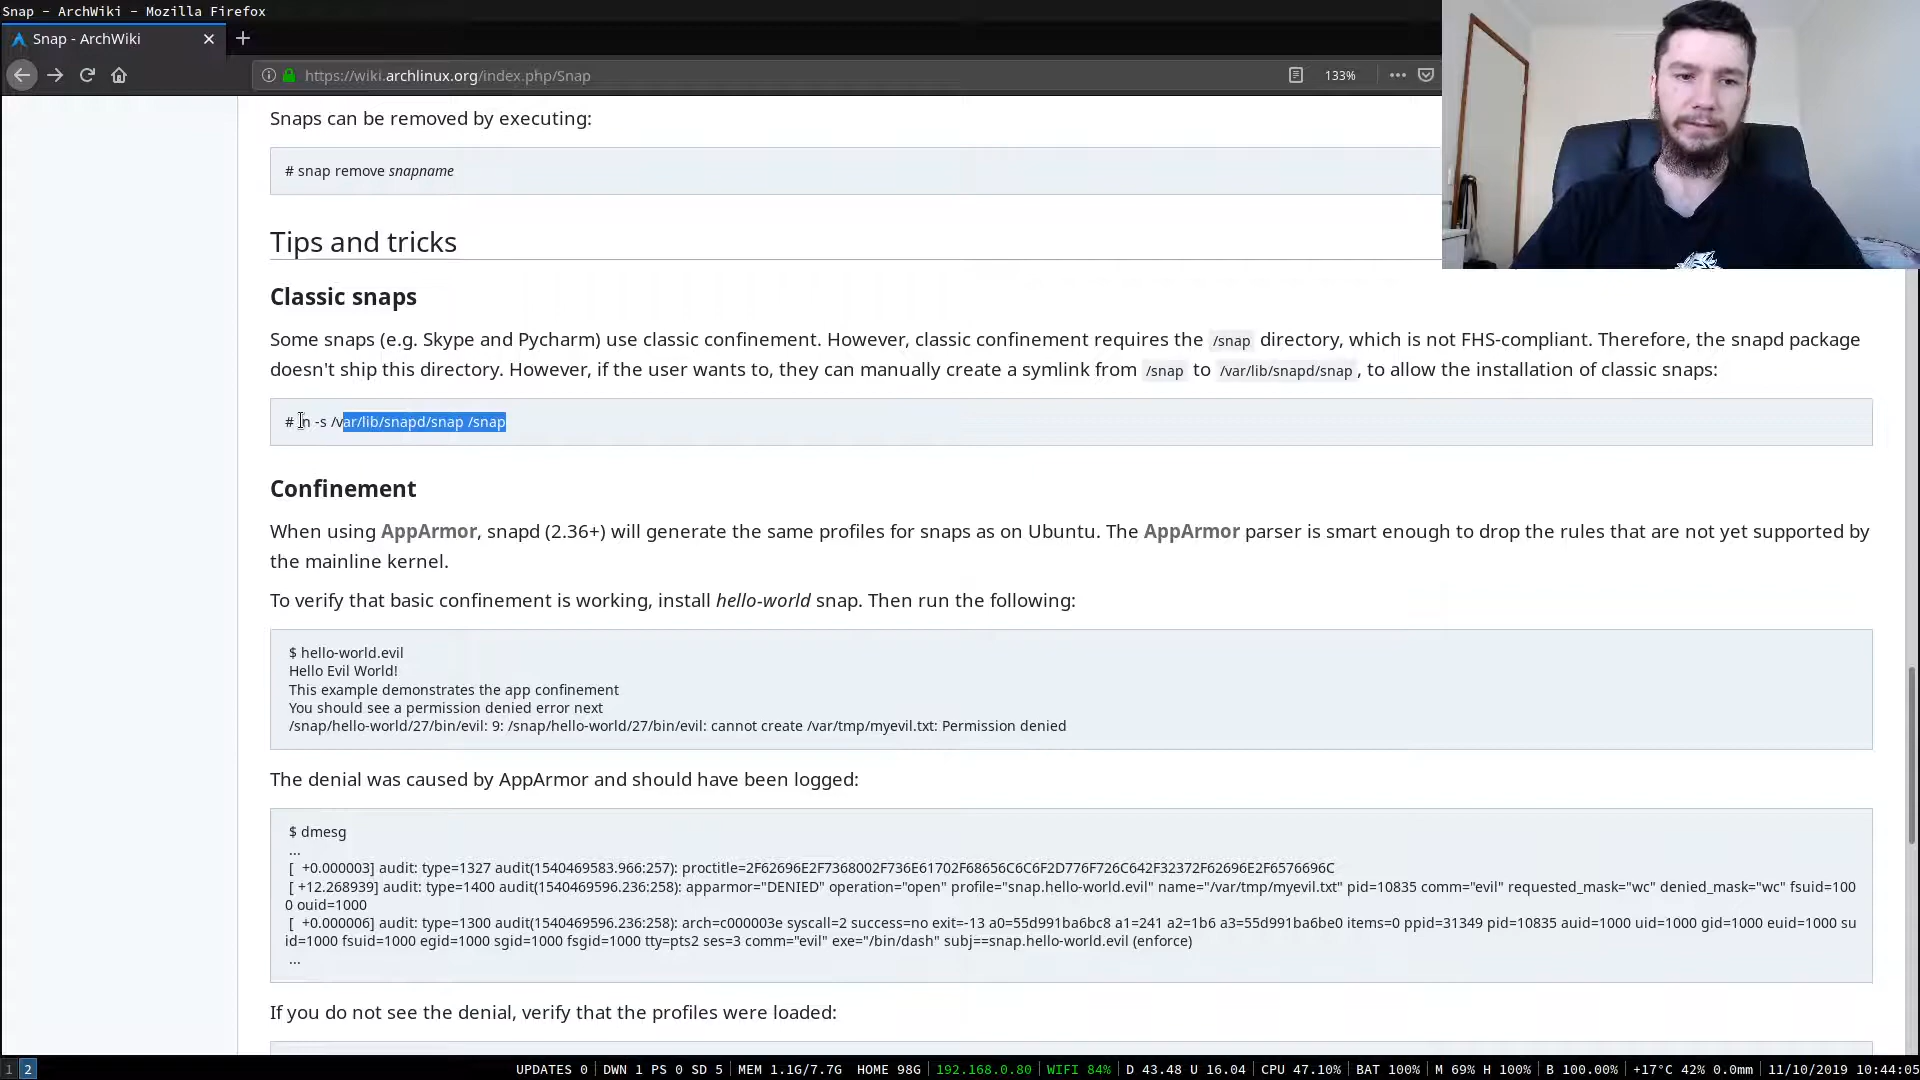 Snap - ArchWiki - Mozilla Firefox
Snap - ArchWiki
https://wiki.archlinux.org/index.php/Snap
133%
Snaps can be removed by executing:
# snap remove snapname
Tips and tricks
Classic snaps
Some snaps (e.g. Skype and Pycharm) use classic confinement. However, classic confinement requires the /snap directory, which is not FHS-compliant. Therefore, the snapd package
doesn't ship this directory. However, if the user wants to, they can manually create a symlink from /snap to /var/lib/snapd/snap, to allow the installation of classic snaps:
# ln -s /var/lib/snapd/snap /snap
Confinement
When using AppArmor, snapd (2.36+) will generate the same profiles for snaps as on Ubuntu. The AppArmor parser is smart enough to drop the rules that are not yet supported by
the mainline kernel.
To verify that basic confinement is working, install hello-world snap. Then run the following:
$ hello-world.evil
Hello Evil World!
This example demonstrates the app confinement
You should see a permission denied error next
/snap/hello-world/27/bin/evil: 9: /snap/hello-world/27/bin/evil: cannot create /var/tmp/myevil.txt: Permission denied
The denial was caused by AppArmor and should have been logged:
$ dmesg
...
[  +0.000003] audit: type=1327 audit(1540469583.966:257): proctitle=2F62696E2F7368002F736E61702F68656C6C6F2D776F726C642F32372F62696E2F6576696C
[ +12.268939] audit: type=1400 audit(1540469596.236:258): apparmor="DENIED" operation="open" profile="snap.hello-world.evil" name="/var/tmp/myevil.txt" pid=10835 comm="evil" requested_mask="wc" denied_mask="wc" fsuid=100
0 ouid=1000
[  +0.000006] audit: type=1300 audit(1540469596.236:258): arch=c000003e syscall=2 success=no exit=-13 a0=55d991ba6bc8 a1=241 a2=1b6 a3=55d991ba6be0 items=0 ppid=31349 pid=10835 auid=1000 uid=1000 gid=1000 euid=1000 su
id=1000 fsuid=1000 egid=1000 sgid=1000 fsgid=1000 tty=pts2 ses=3 comm="evil" exe="/bin/dash" subj==snap.hello-world.evil (enforce)
...
If you do not see the denial, verify that the profiles were loaded:
1 2 UPDATES 0 | DWN 1 PS 0 SD 5 | MEM 1.1G/7.7G HOME 98G | 192.168.0.80 | WIFI 84% | D 43.48 U 16.04 | CPU 47.10% | BAT 100% | M 69% H 100% | B 100.00% | +17°C 42% 0.0mm | 11/10/2019 10:44:05